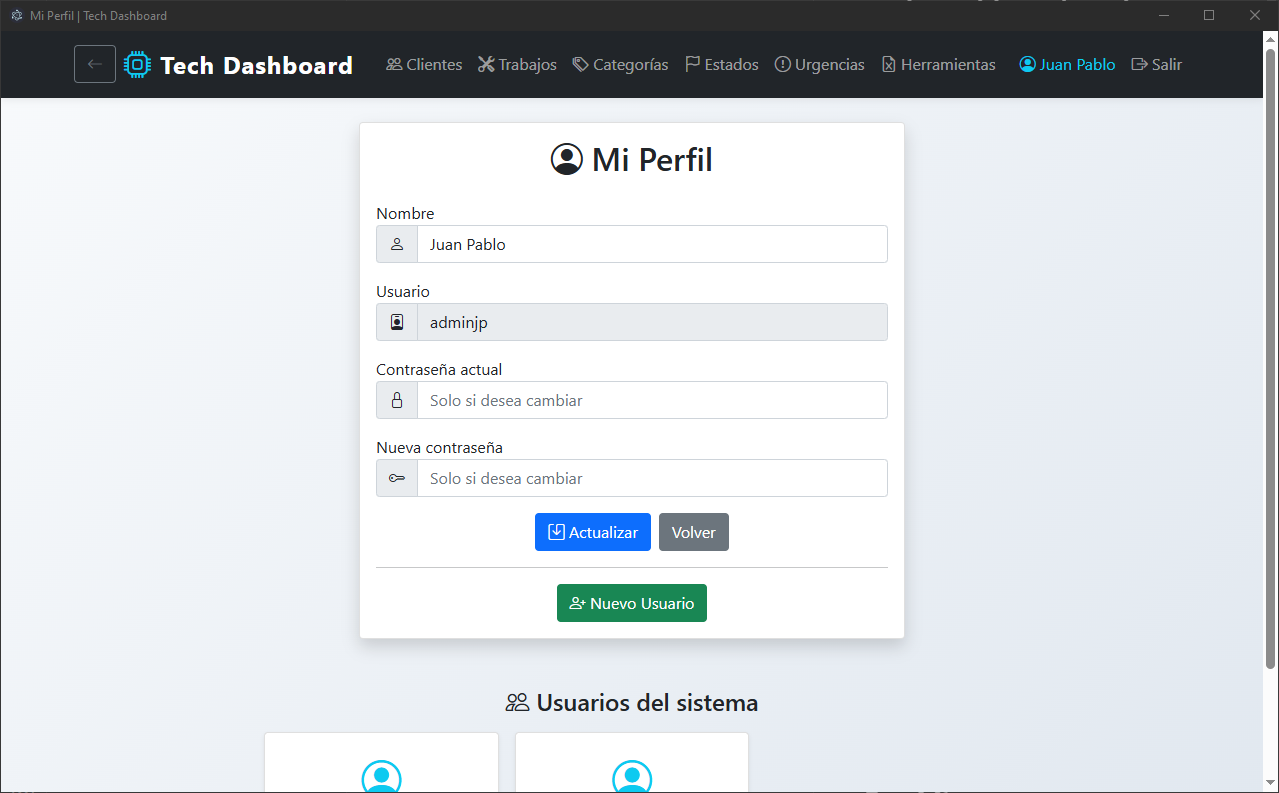 Mi Perfil | Tech Dashboard
Tech Dashboard Clientes Trabajos Categorías Estados Urgencias Herramientas Juan Pablo Salir
Mi Perfil
Nombre
Juan Pablo
Usuario
adminjp
Contraseña actual
Solo si desea cambiar
Nueva contraseña
Solo si desea cambiar
Actualizar Volver
Nuevo Usuario
Usuarios del sistema